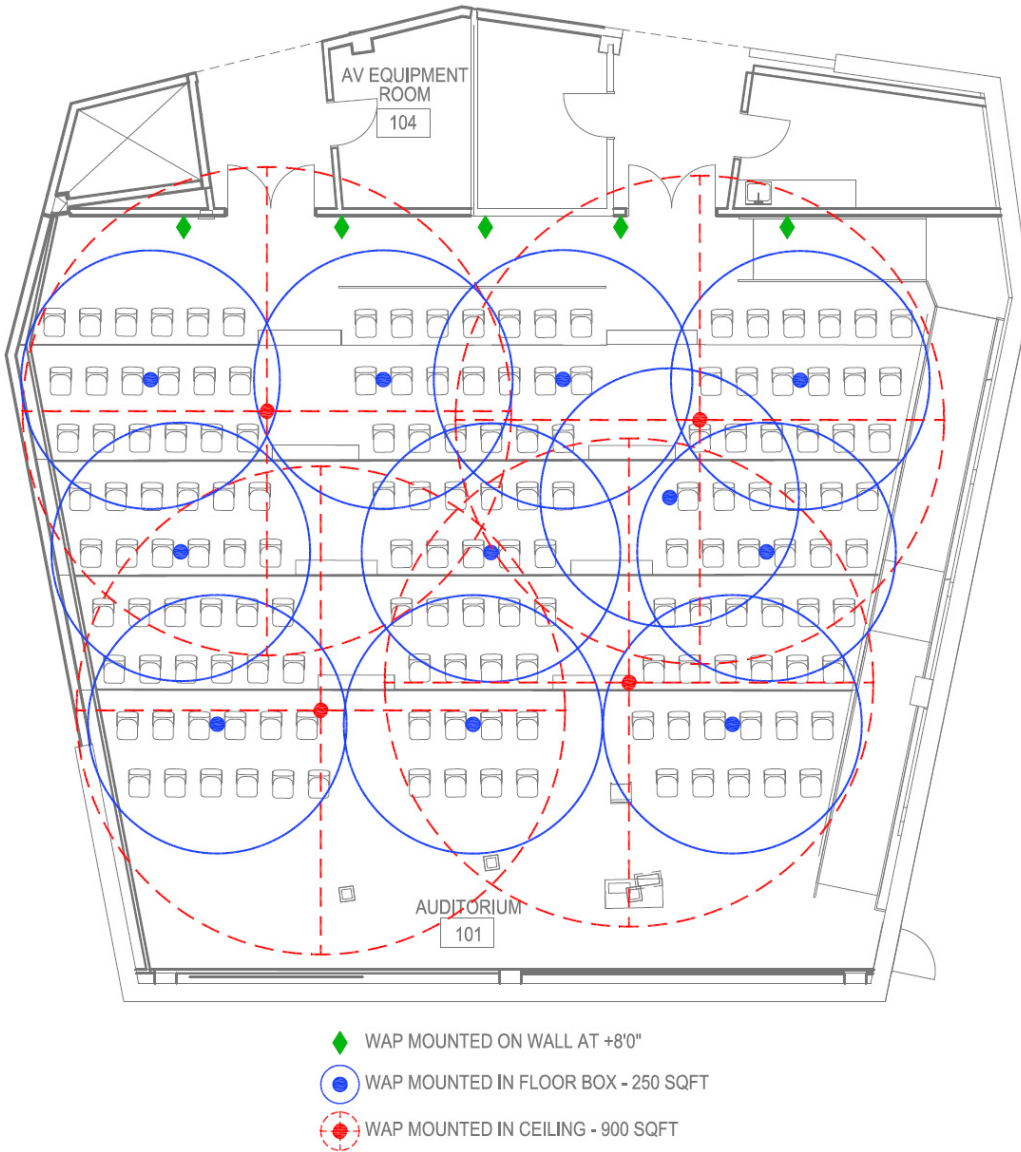 AV EQUIPMENT
ROOM
104
AUDITORIUM
101
WAP MOUNTED ON WALL AT +8'0"
WAP MOUNTED IN FLOOR BOX - 250 SQFT
WAP MOUNTED IN CEILING - 900 SQFT